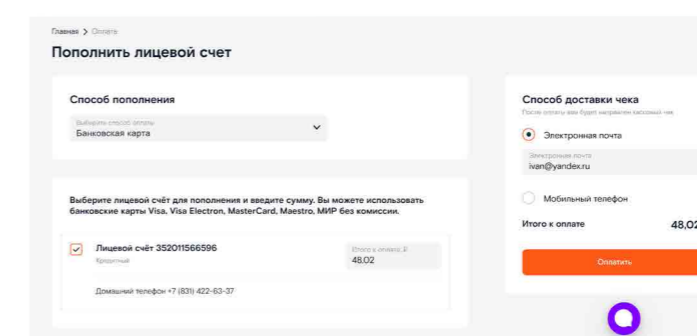 Главная > Оплата
Пополнить лицевой счет
Способ пополнения
Выберите способ оплаты
Банковская карта
Выберите лицевой счёт для пополнения и введите сумму. Вы можете использовать
банковские карты Visa, Visa Electron, MasterCard, Maestro, МИР без комиссии.
Лицевой счёт 352011566596
Кредитный
Итого к оплате, ₽
48,02
Домашний телефон +7 (831) 422-63-37
Способ доставки чека
После оплаты вам будет направлен кассовый чек
Электронная почта
Электронная почта
ivan@yandex.ru
Мобильный телефон
Итого к оплате 48,02
Оплатить